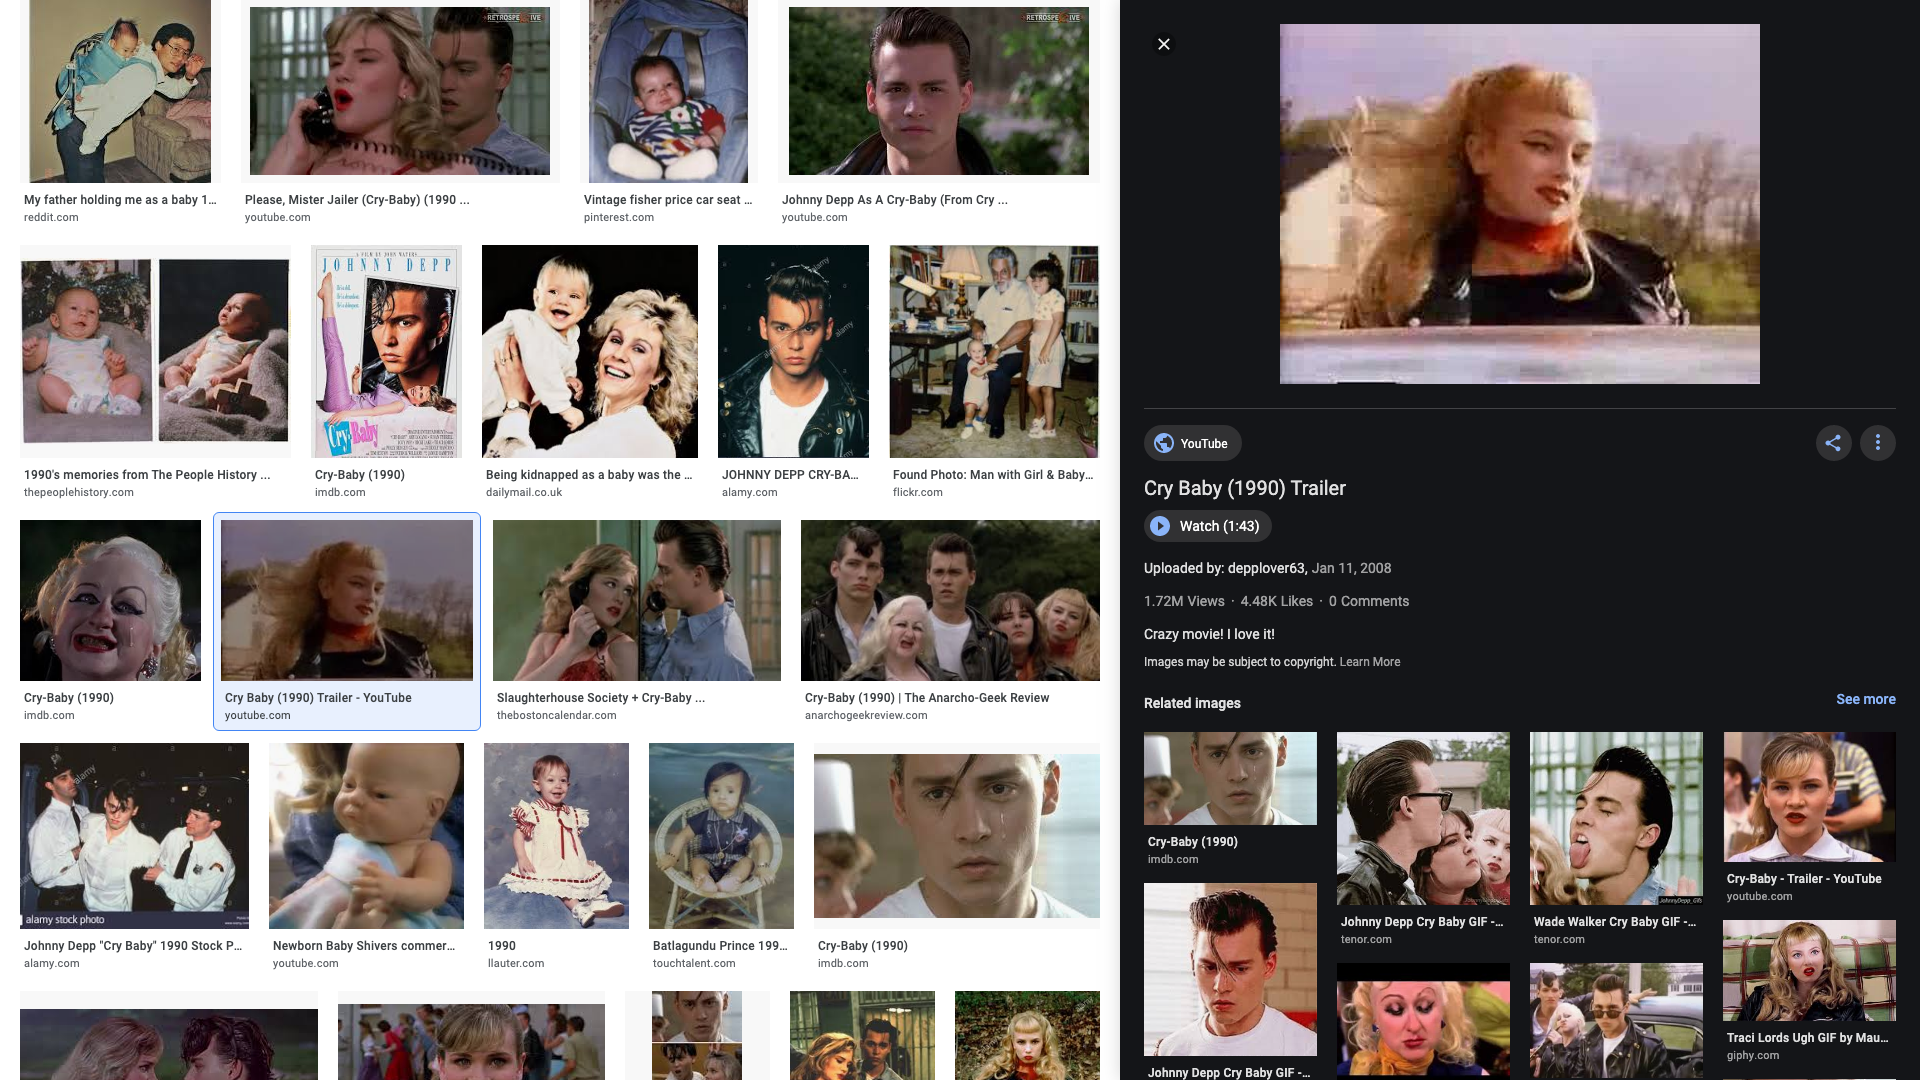 RETROSPECTIVE
RETROSPECTIVE
My father holding me as a baby 1...
reddit.com
Please, Mister Jailer (Cry-Baby) (1990 ...
youtube.com
Vintage fisher price car seat ...
pinterest.com
Johnny Depp As A Cry-Baby (From Cry ...
youtube.com
A FILM BY JOHN WATERS
JOHNNY DEPP
Cry-Baby
alamy
alamy
1990's memories from The People History ...
thepeoplehistory.com
Cry-Baby (1990)
imdb.com
Being kidnapped as a baby was the ...
dailymail.co.uk
JOHNNY DEPP CRY-BA...
alamy.com
Found Photo: Man with Girl & Baby...
flickr.com
Cry-Baby (1990)
imdb.com
Cry Baby (1990) Trailer - YouTube
youtube.com
Slaughterhouse Society + Cry-Baby ...
thebostoncalendar.com
Cry-Baby (1990) | The Anarcho-Geek Review
anarchogeekreview.com
alamy
alamy stock photo
Johnny Depp "Cry Baby" 1990 Stock P...
alamy.com
Newborn Baby Shivers commer...
youtube.com
1990
llauter.com
Batlagundu Prince 199...
touchtalent.com
Cry-Baby (1990)
imdb.com
YouTube
Cry Baby (1990) Trailer
Watch (1:43)
Uploaded by: depplover63, Jan 11, 2008
1.72M Views · 4.48K Likes · 0 Comments
Crazy movie! I love it!
Images may be subject to copyright. Learn More
Related images
See more
Cry-Baby (1990)
imdb.com
Johnny Depp Cry Baby GIF -...
tenor.com
JohnnyDepp_Gifs
Wade Walker Cry Baby GIF -...
tenor.com
Cry-Baby - Trailer - YouTube
youtube.com
Johnny Depp Cry Baby GIF -...
Traci Lords Ugh GIF by Mau...
giphy.com